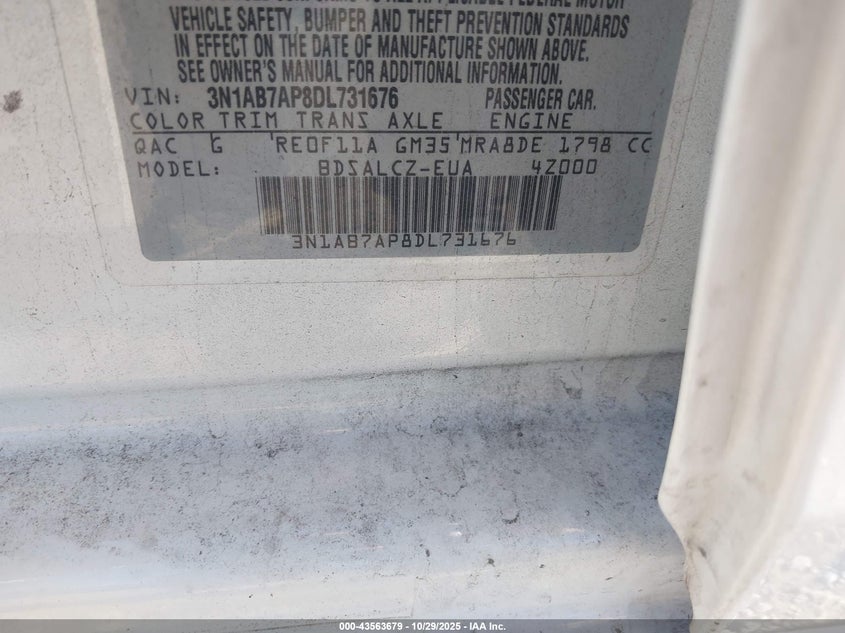 VEHICLE SAFETY, BUMPER AND THEFT PREVENTION STANDARDS
IN EFFECT ON THE DATE OF MANUFACTURE SHOWN ABOVE.
SEE OWNER'S MANUAL FOR ADDITIONAL INFORMATION.
VIN: 3N1AB7AP8DL731676 PASSENGER CAR.
COLOR TRIM TRANS AXLE ENGINE
QAC G RE0F11A GM35 MRA8DE 1798 CC
MODEL: BDSALCZ-EUA 4Z000
3N1AB7AP8DL731676
000-43563679 | 10/29/2025 | IAA Inc.